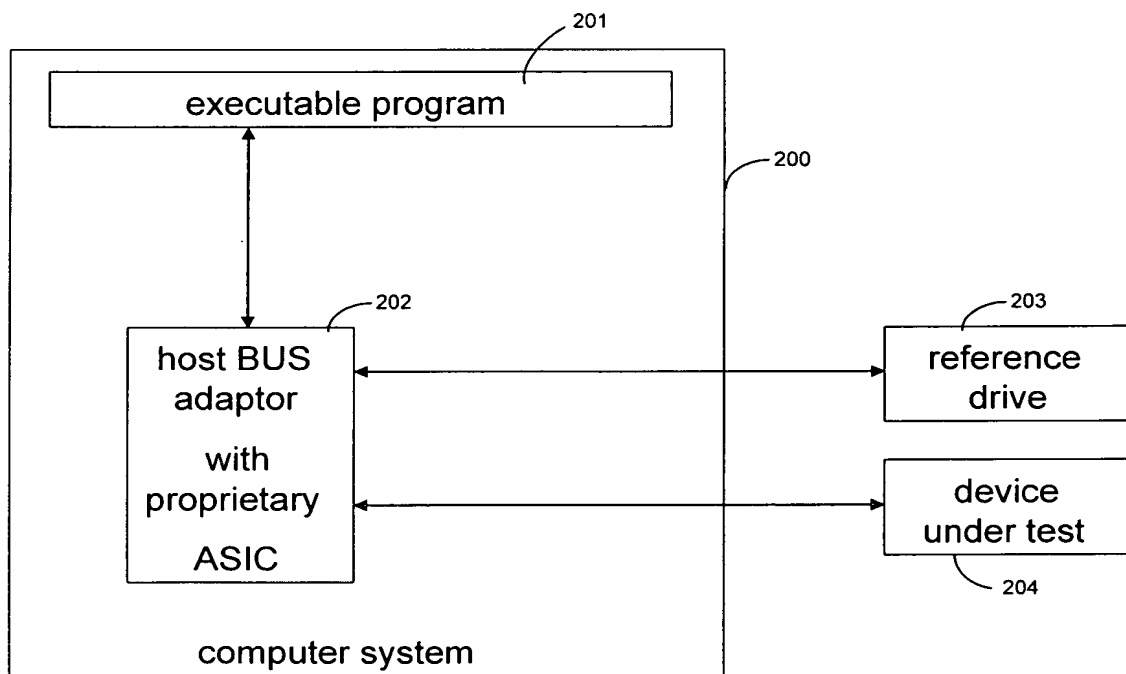 201
executable program
200
202
host BUS
adaptor
with
proprietary
ASIC
203
reference
drive
device
under test
204
computer system